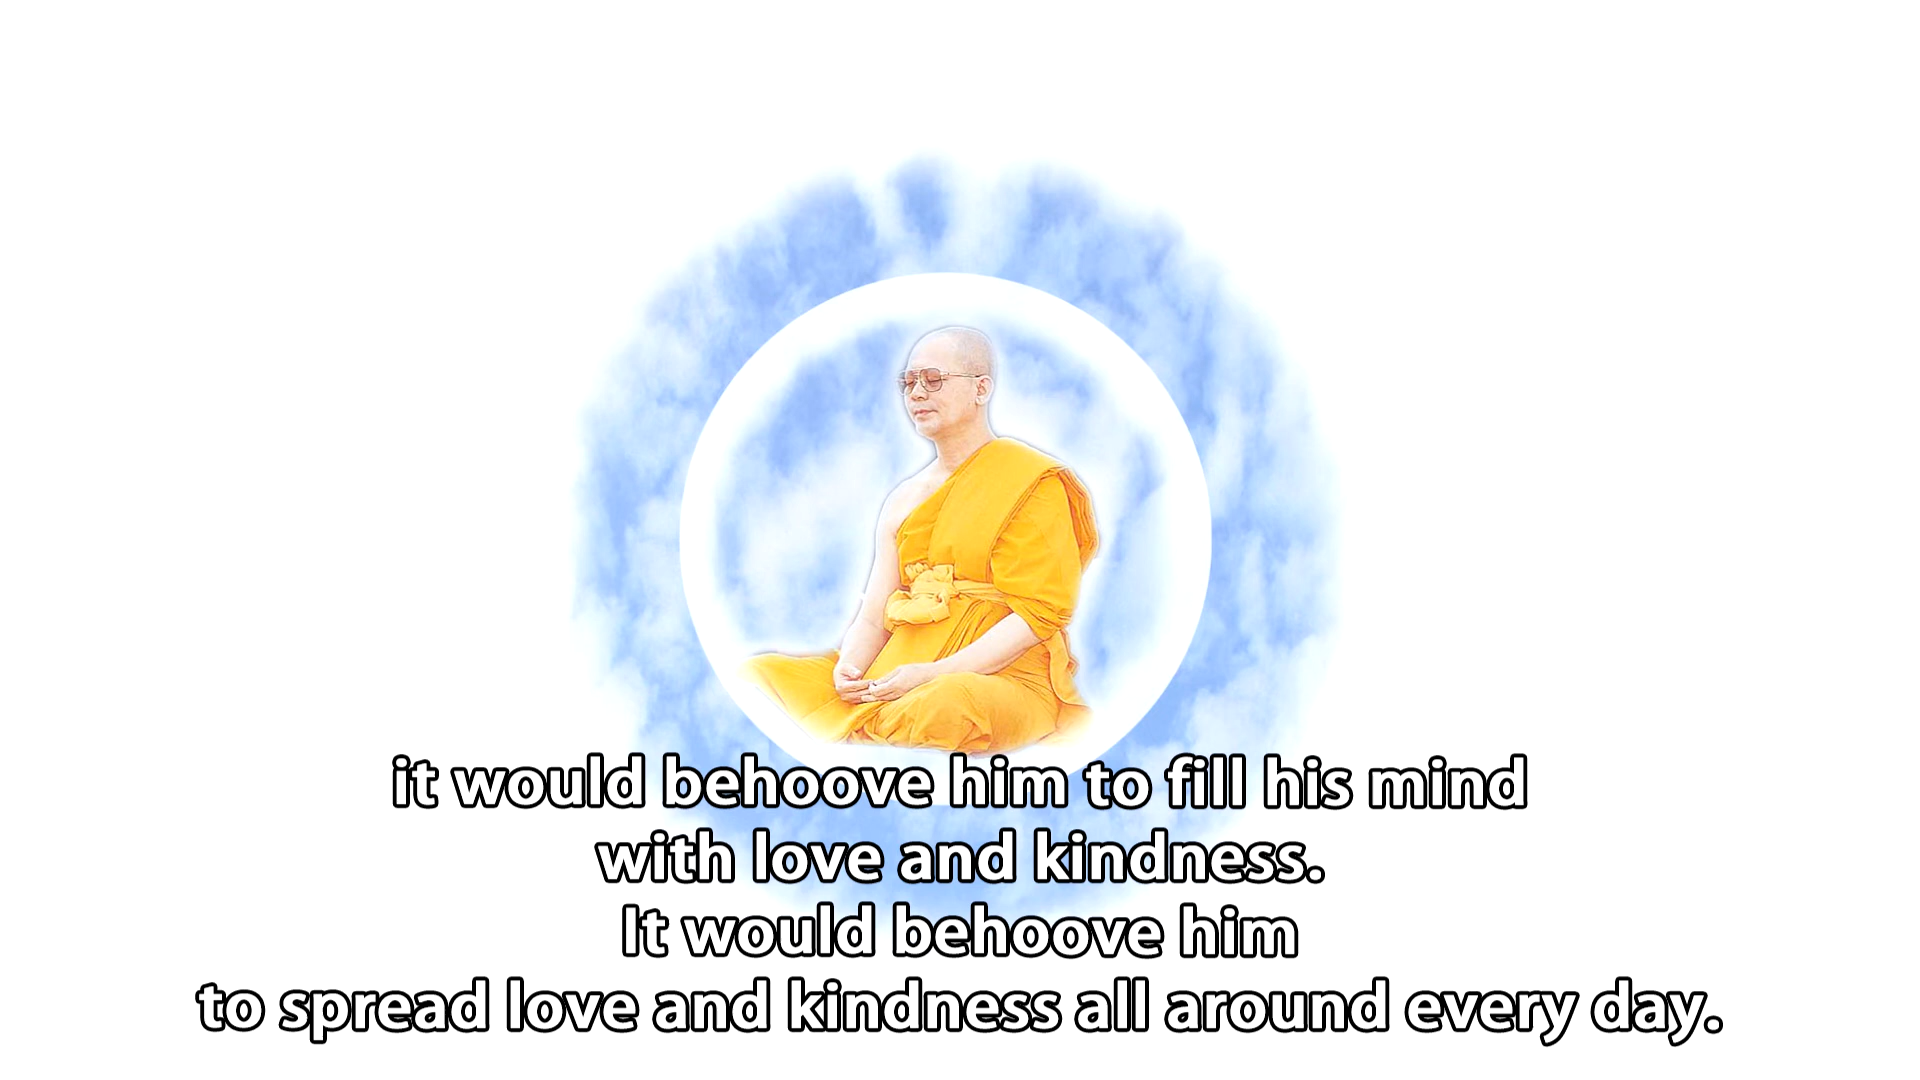 it would behoove him to fill his mind
with love and kindness.
It would behoove him
to spread love and kindness all around every day.